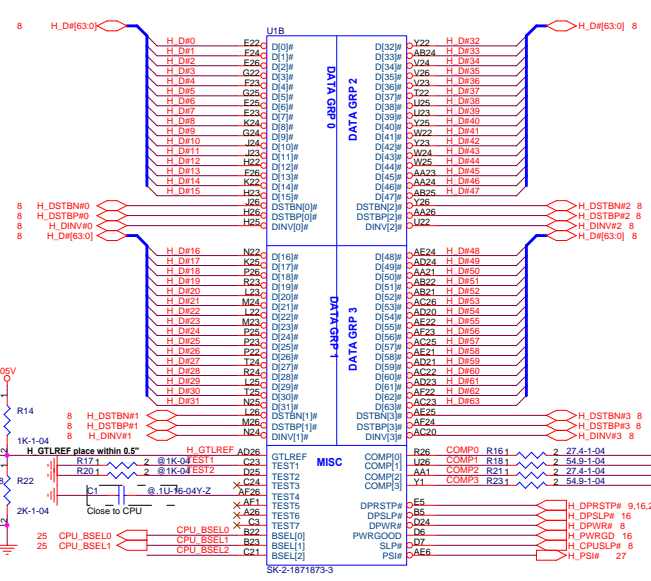 8 H_D#[63:0] U1B H_D#[63:0] 8
H_D#0 E22 D[0]# D[32]# Y22 H_D#32
H_D#1 F24 D[1]# D[33]# AB24 H_D#33
H_D#2 E26 D[2]# D[34]# V24 H_D#34
H_D#3 G22 D[3]# D[35]# V26 H_D#35
H_D#4 F23 D[4]# D[36]# V23 H_D#36
H_D#5 G25 D[5]# D[37]# T22 H_D#37
H_D#6 E25 D[6]# D[38]# U25 H_D#38
H_D#7 E23 D[7]# D[39]# U23 H_D#39
H_D#8 K24 D[8]# D[40]# Y25 H_D#40
H_D#9 G24 D[9]# D[41]# W22 H_D#41
H_D#10 J24 D[10]# D[42]# Y23 H_D#42
H_D#11 J23 D[11]# D[43]# W24 H_D#43
H_D#12 H22 D[12]# D[44]# W25 H_D#44
H_D#13 F26 D[13]# D[45]# AA23 H_D#45
H_D#14 K22 D[14]# D[46]# AA24 H_D#46
H_D#15 H23 D[15]# D[47]# AB25 H_D#47
8 H_DSTBN#0 J26 DSTBN[0]# DSTBN[2]# Y26 H_DSTBN#2 8
8 H_DSTBP#0 H26 DSTBP[0]# DSTBP[2]# AA26 H_DSTBP#2 8
8 H_DINV#0 H25 DINV[0]# DINV[2]# U22 H_DINV#2 8
8 H_D#[63:0] H_D#[63:0] 8
DATA GRP 0
DATA GRP 2
H_D#16 N22 D[16]# D[48]# AE24 H_D#48
H_D#17 K25 D[17]# D[49]# AD24 H_D#49
H_D#18 P26 D[18]# D[50]# AA21 H_D#50
H_D#19 R23 D[19]# D[51]# AB22 H_D#51
H_D#20 L23 D[20]# D[52]# AB21 H_D#52
H_D#21 M24 D[21]# D[53]# AC26 H_D#53
H_D#22 L22 D[22]# D[54]# AD20 H_D#54
H_D#23 M23 D[23]# D[55]# AE22 H_D#55
H_D#24 P25 D[24]# D[56]# AF23 H_D#56
H_D#25 P23 D[25]# D[57]# AC25 H_D#57
H_D#26 P22 D[26]# D[58]# AE21 H_D#58
H_D#27 T24 D[27]# D[59]# AD21 H_D#59
H_D#28 R24 D[28]# D[60]# AC22 H_D#60
H_D#29 L25 D[29]# D[61]# AD23 H_D#61
H_D#30 T25 D[30]# D[62]# AF22 H_D#62
H_D#31 N25 D[31]# D[63]# AC23 H_D#63
8 H_DSTBN#1 L26 DSTBN[1]# DSTBN[3]# AE25 H_DSTBN#3 8
8 H_DSTBP#1 M26 DSTBP[1]# DSTBP[3]# AF24 H_DSTBP#3 8
8 H_DINV#1 N24 DINV[1]# DINV[3]# AC20 H_DINV#3 8
DATA GRP 1
DATA GRP 3
05V
1
R14
1K-1-04
2
H_GTLREF place within 0.5"
H_GTLREF AD26 GTLREF MISC COMP[0] R26 COMP0 R16 1 2 27.4-1-04
R17 1 2 @1K-04 TEST1 C23 TEST1 COMP[1] U26 COMP1 R18 1 2 54.9-1-04
R20 1 2 @1K-04 TEST2 D25 TEST2 COMP[2] AA1 COMP2 R21 1 2 27.4-1-04
C24 TEST3 COMP[3] Y1 COMP3 R23 1 2 54.9-1-04
1
R22
2K-1-04
2
C1 @.1U-16-04Y-Z AF26 TEST4
Close to CPU
AF1 TEST5 DPRSTP# E5 H_DPRSTP# 9,16,2
A26 TEST6 DPSLP# B5 H_DPSLP# 16
C3 TEST7 DPWR# D24 H_DPWR# 8
25 CPU_BSEL0 CPU_BSEL0 B22 BSEL[0] PWRGOOD D6 H_PWRGD 16
25 CPU_BSEL1 CPU_BSEL1 B23 BSEL[1] SLP# D7 H_CPUSLP# 8
CPU_BSEL2 C21 BSEL[2] PSI# AE6 H_PSI# 27
SK-2-1871873-3